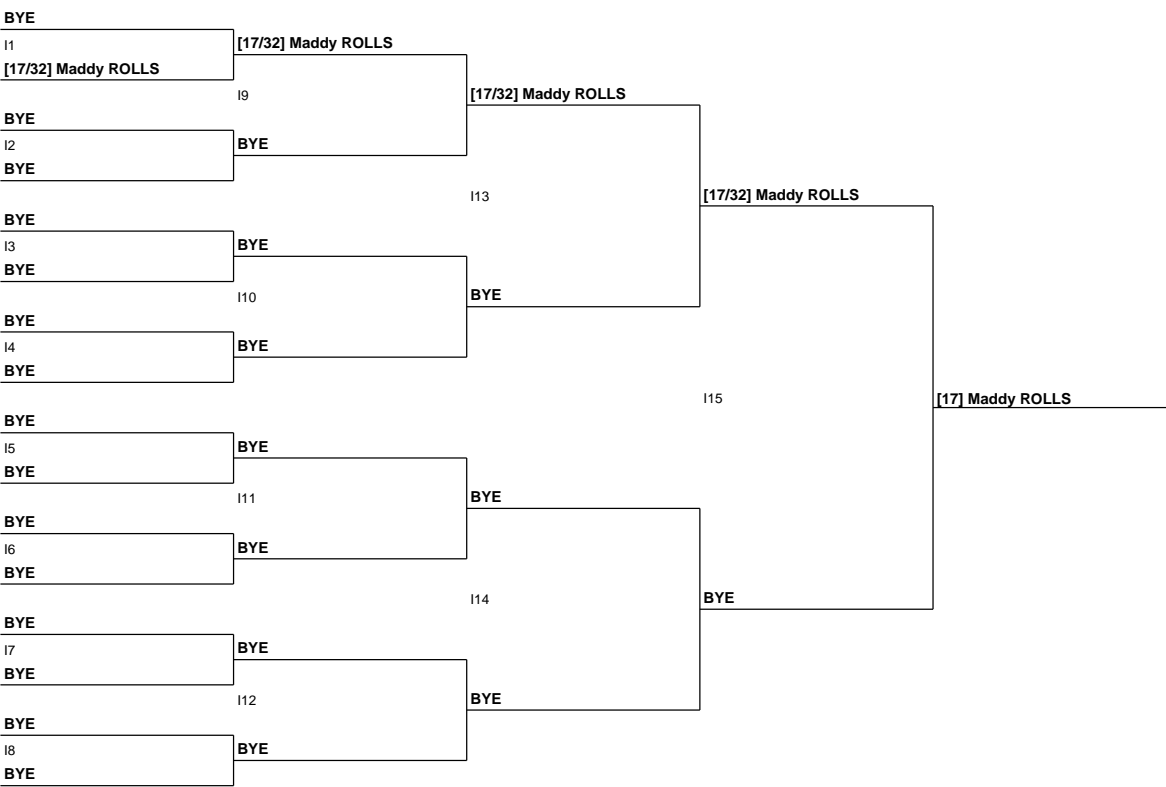 BYE
I1
[17/32] Maddy ROLLS
BYE
I2
BYE
BYE
I3
BYE
BYE
I4
BYE
BYE
I5
BYE
BYE
I6
BYE
BYE
I7
BYE
BYE
I8
BYE
[17/32] Maddy ROLLS
I9
BYE
BYE
I10
BYE
BYE
I11
BYE
BYE
I12
BYE
[17/32] Maddy ROLLS
I13
BYE
BYE
I14
BYE
[17/32] Maddy ROLLS
I15
BYE
[17] Maddy ROLLS